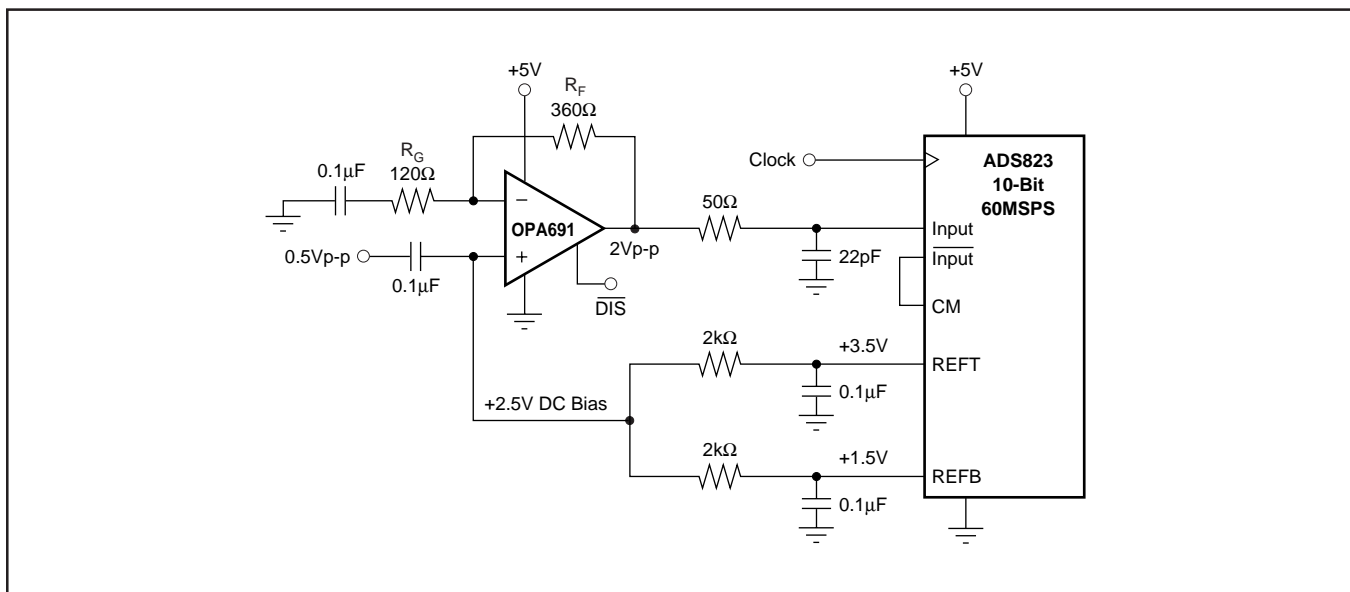 +5V
R_F
360Ω
+5V
Clock
ADS823
10-Bit
60MSPS
R_G
120Ω
0.1µF
−
+
OPA691
50Ω
Input
2Vp-p
22pF
Input
0.5Vp-p
0.1µF
DIS
CM
2kΩ
+3.5V
REFT
0.1µF
+2.5V DC Bias
2kΩ
+1.5V
REFB
0.1µF